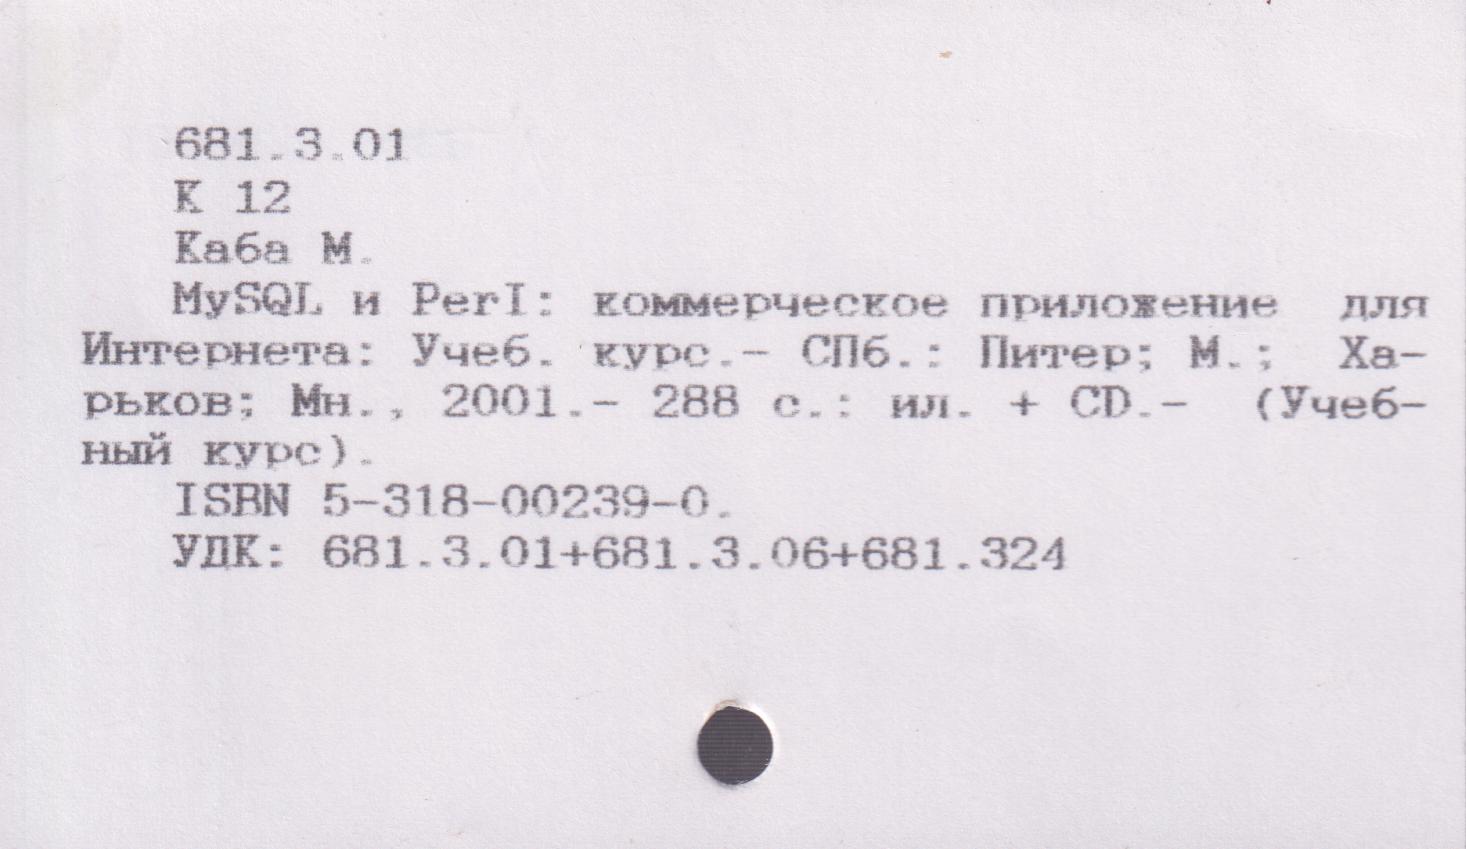 681.3.01
К 12
Каба М.
MySQL и PerI: коммерческое приложение для
Интернета: Учеб. курс.- СПб.: Питер; М.; Ха-
рьков; Мн., 2001.- 288 с.: ил. + CD.- (Учеб-
ный курс).
ISBN 5-318-00239-0.
УДК: 681.3.01+681.3.06+681.324